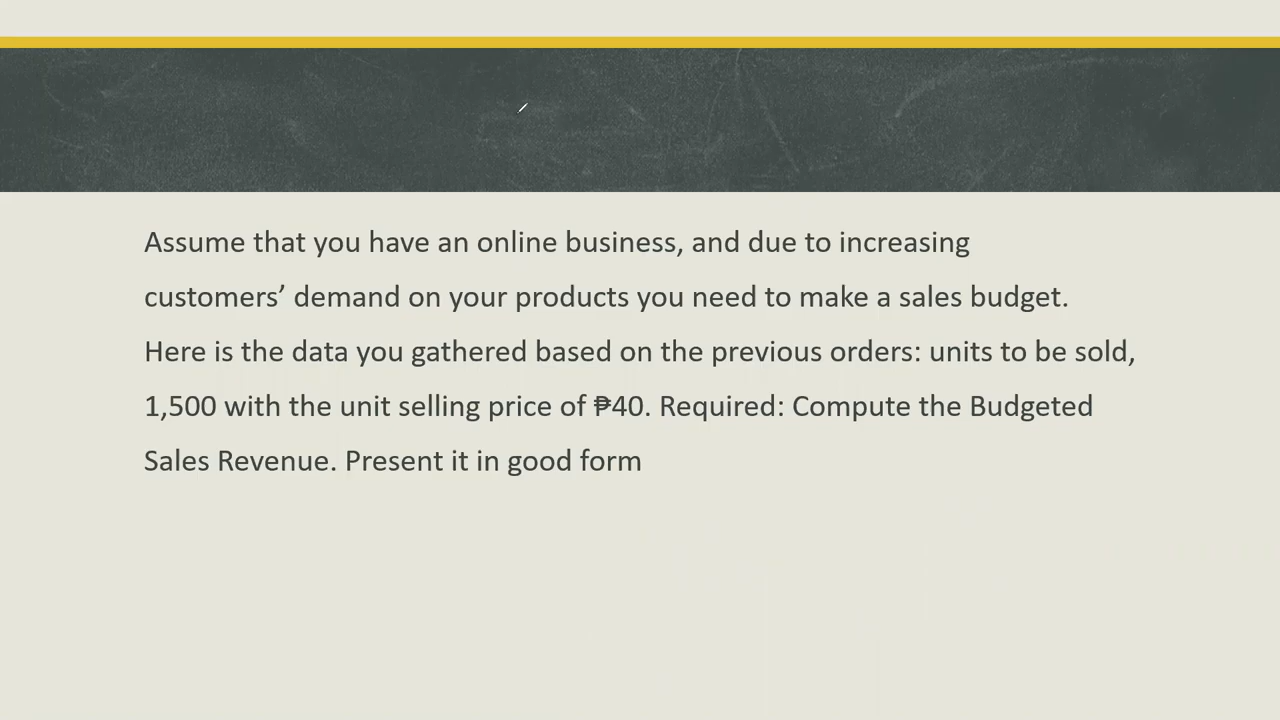 Assume that you have an online business, and due to increasing
customers’ demand on your products you need to make a sales budget.
Here is the data you gathered based on the previous orders: units to be sold,
1,500 with the unit selling price of ₱40. Required: Compute the Budgeted
Sales Revenue. Present it in good form